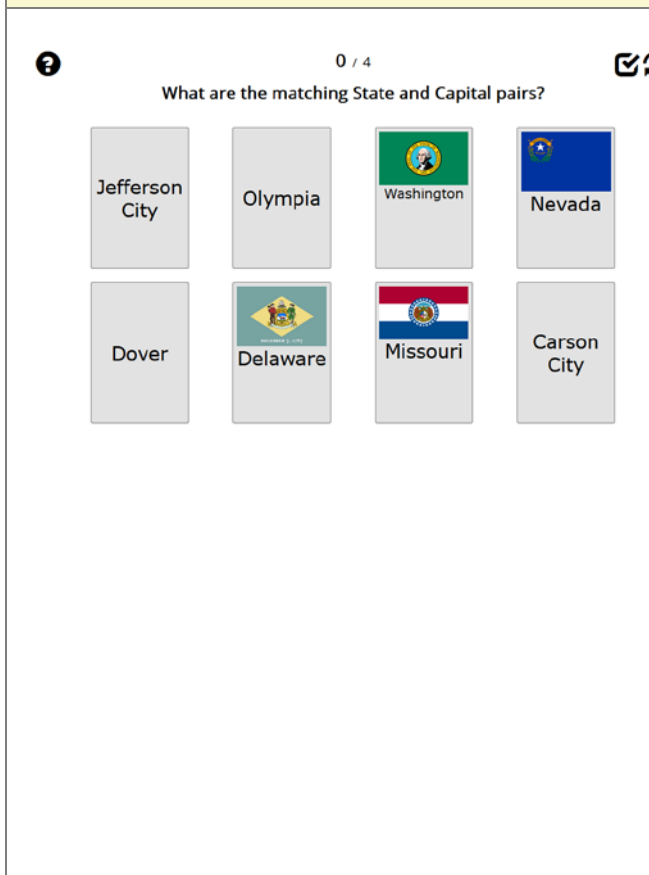 0 / 4
What are the matching State and Capital pairs?
Jefferson
City
Olympia
Washington
Nevada
Dover
Delaware
Missouri
Carson
City